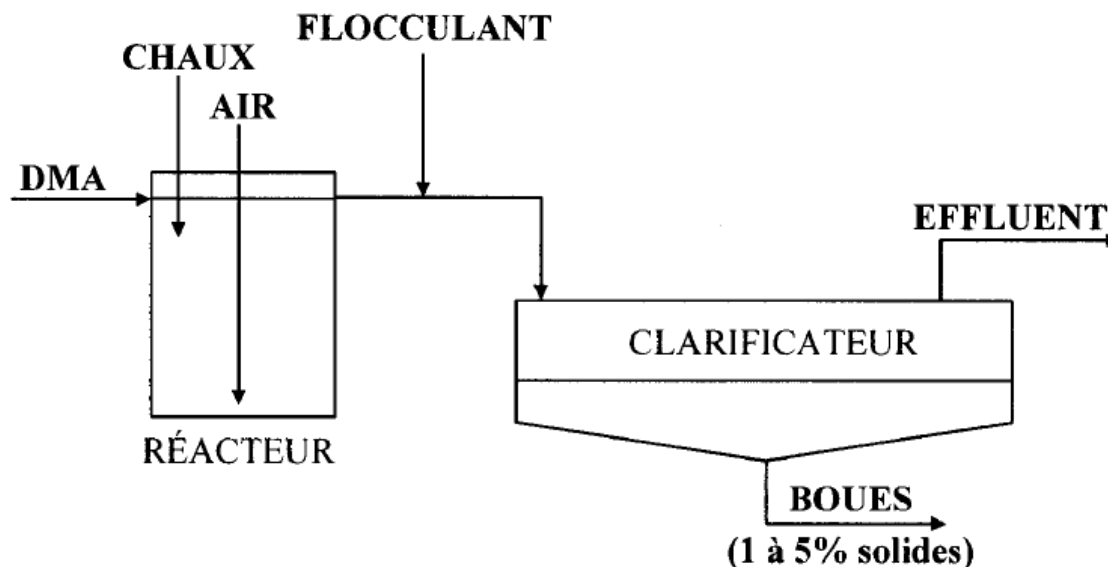 FLOCCULANT
CHAUX
AIR
DMA
EFFLUENT
CLARIFICATEUR
RÉACTEUR
BOUES
(1 à 5% solides)